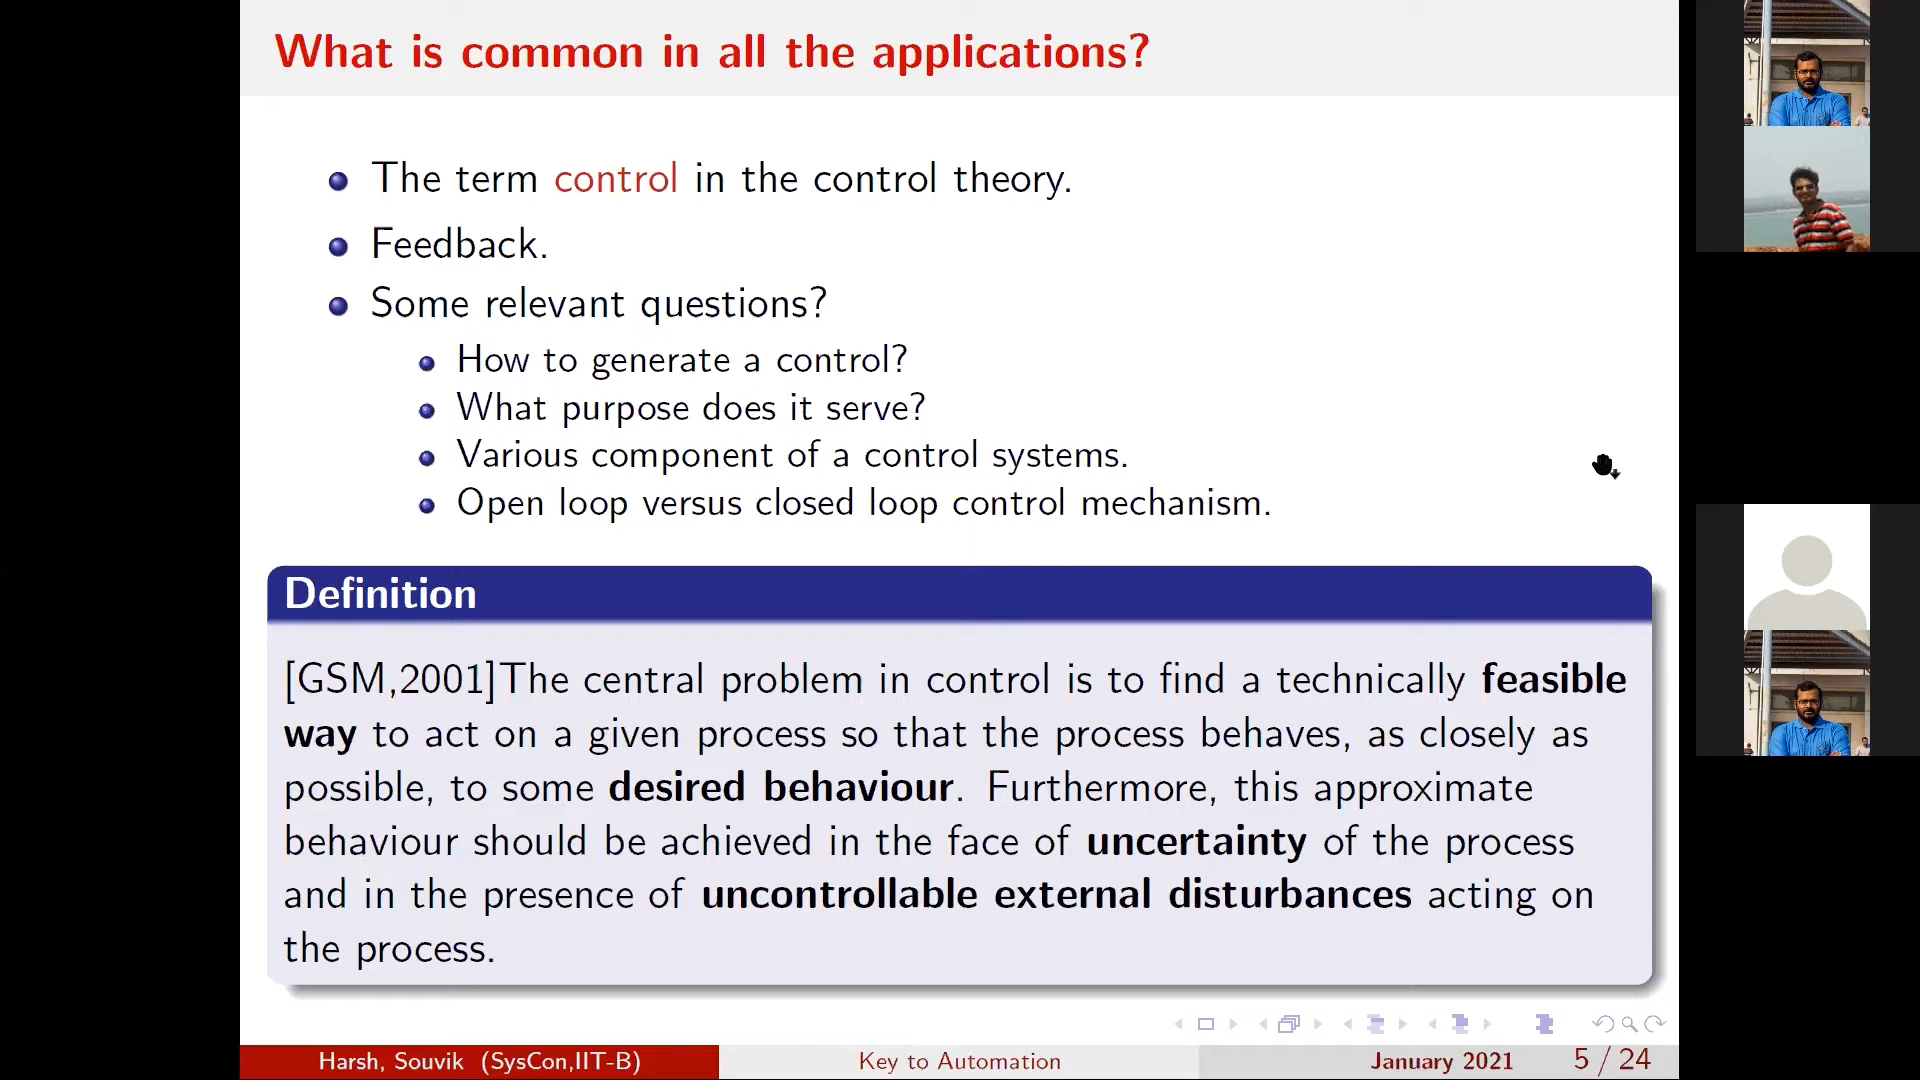 What is common in all the applications?
The term control in the control theory.
Feedback.
Some relevant questions?
How to generate a control?
What purpose does it serve?
Various component of a control systems.
Open loop versus closed loop control mechanism.
Definition
[GSM,2001]The central problem in control is to find a technically feasible
way to act on a given process so that the process behaves, as closely as
possible, to some desired behaviour. Furthermore, this approximate
behaviour should be achieved in the face of uncertainty of the process
and in the presence of uncontrollable external disturbances acting on
the process.
Harsh, Souvik (SysCon,IIT-B)
Key to Automation
January 2021
5 / 24